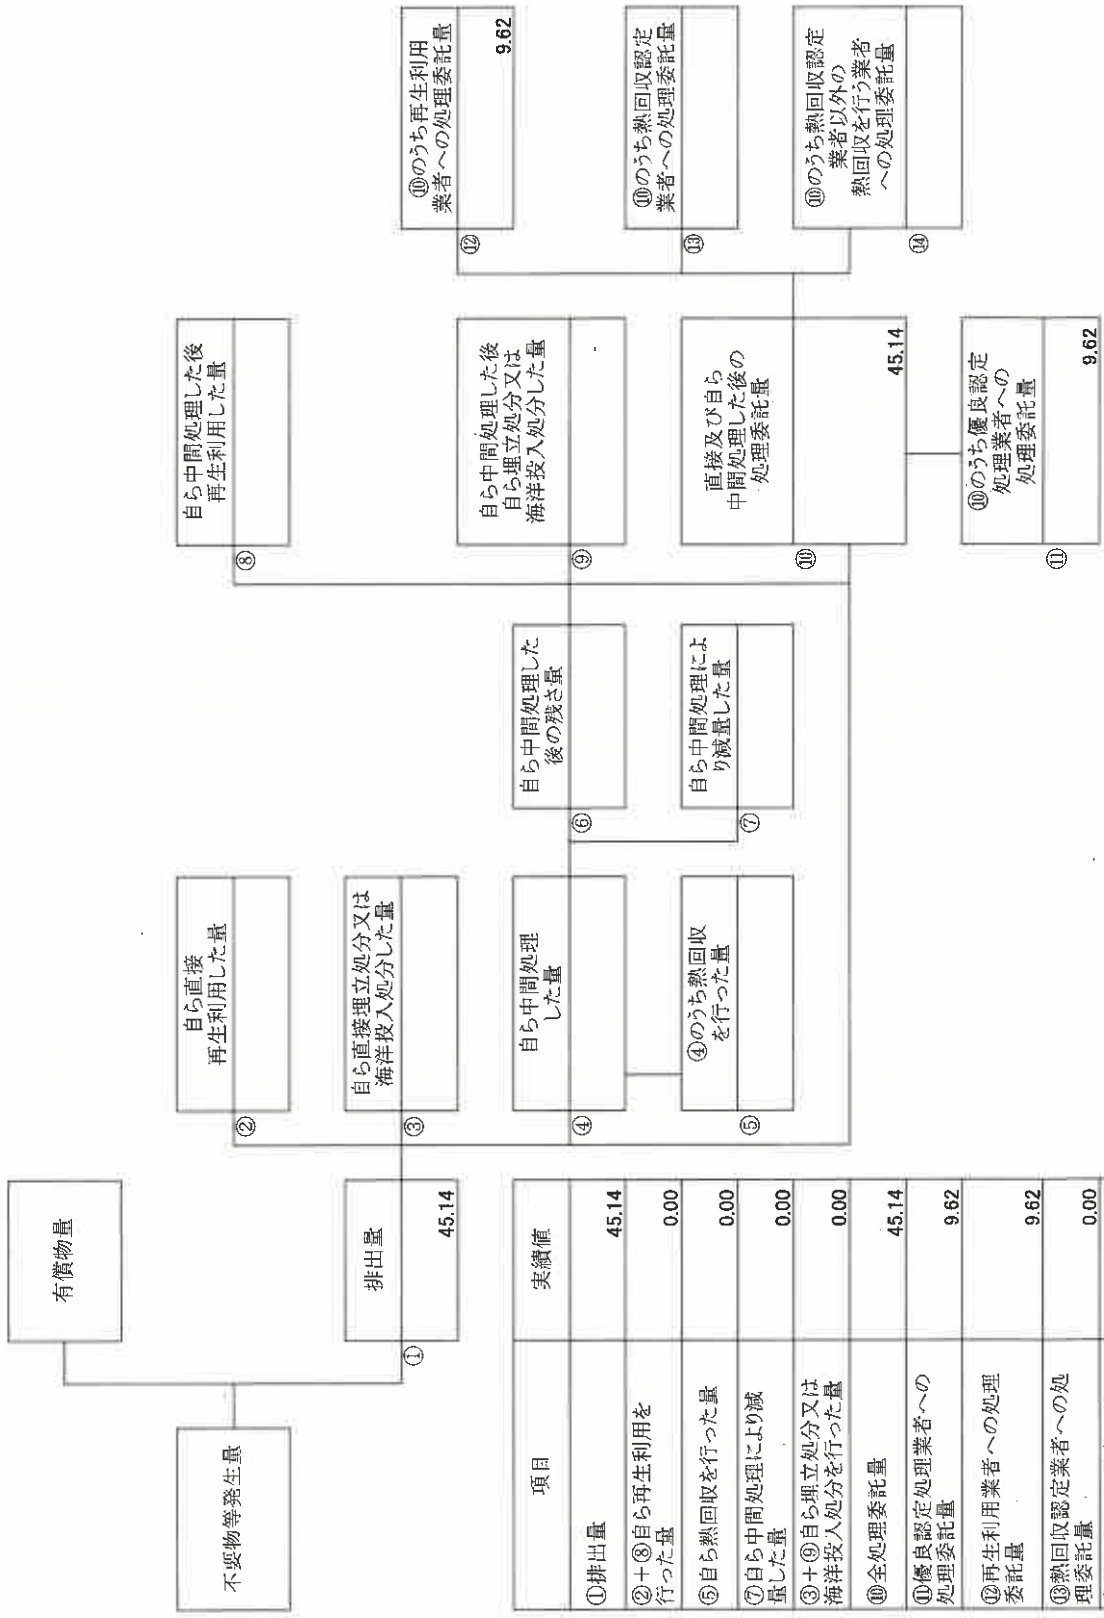 不要物等発生量
有償物量
①
排出量
45.14
②
自ら直接
再生利用した量
③
自ら直接埋立処分又は
海洋投入処分した量
④
自ら中間処理
した量
⑤
④のうち熱回収
を行った量
⑥
自ら中間処理した
後の残さ量
⑦
自ら中間処理によ
り減量した量
⑧
自ら中間処理した後
再生利用した量
⑨
自ら中間処理した後
自ら埋立処分又は
海洋投入処分した量
⑩
直接及び自ら
中間処理した後の
処理委託量
45.14
⑪
⑩のうち優良認定
処理業者への
処理委託量
9.62
⑫
⑩のうち再生利用
業者への処理委託量
9.62
⑬
⑩のうち熱回収認定
業者への処理委託量
⑭
⑩のうち熱回収認定
業者以外の
熱回収を行う業者
への処理委託量
項目 実績値
①排出量 45.14
②+⑧自ら再生利用を
行った量 0.00
⑤自ら熱回収を行った量 0.00
⑦自ら中間処理により減
量した量 0.00
③+⑨自ら埋立処分又は
海洋投入処分を行った量 0.00
⑩全処理委託量 45.14
⑪優良認定処理業者への
処理委託量 9.62
⑫再生利用業者への処理
委託量 9.62
⑬熱回収認定業者への処
理委託量 0.00